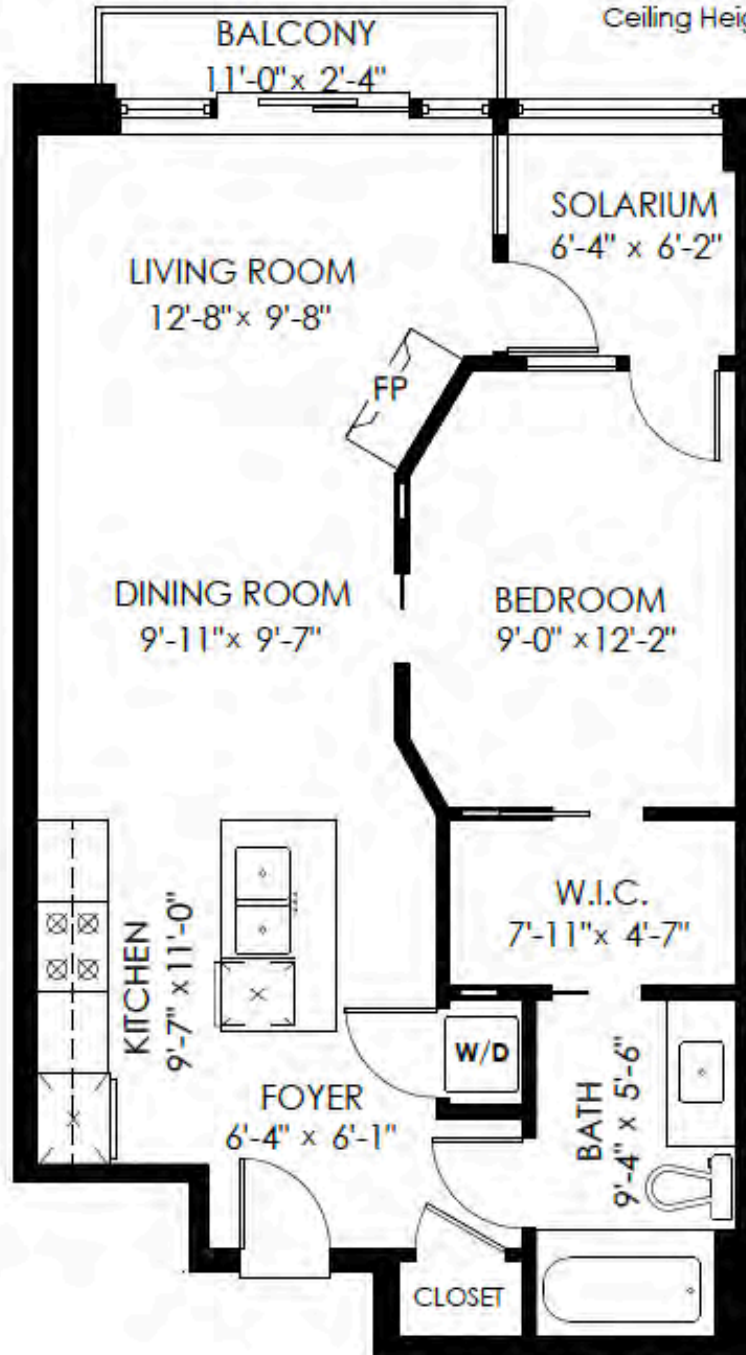 Ceiling Heig
BALCONY
11'-0" x 2'-4"
SOLARIUM
6'-4" x 6'-2"
LIVING ROOM
12'-8" x 9'-8"
FP
DINING ROOM
9'-11" x 9'-7"
BEDROOM
9'-0" x 12'-2"
W.I.C.
7'-11" x 4'-7"
KITCHEN
9'-7" x 11'-0"
W/D
FOYER
6'-4" x 6'-1"
BATH
9'-4" x 5'-6"
CLOSET